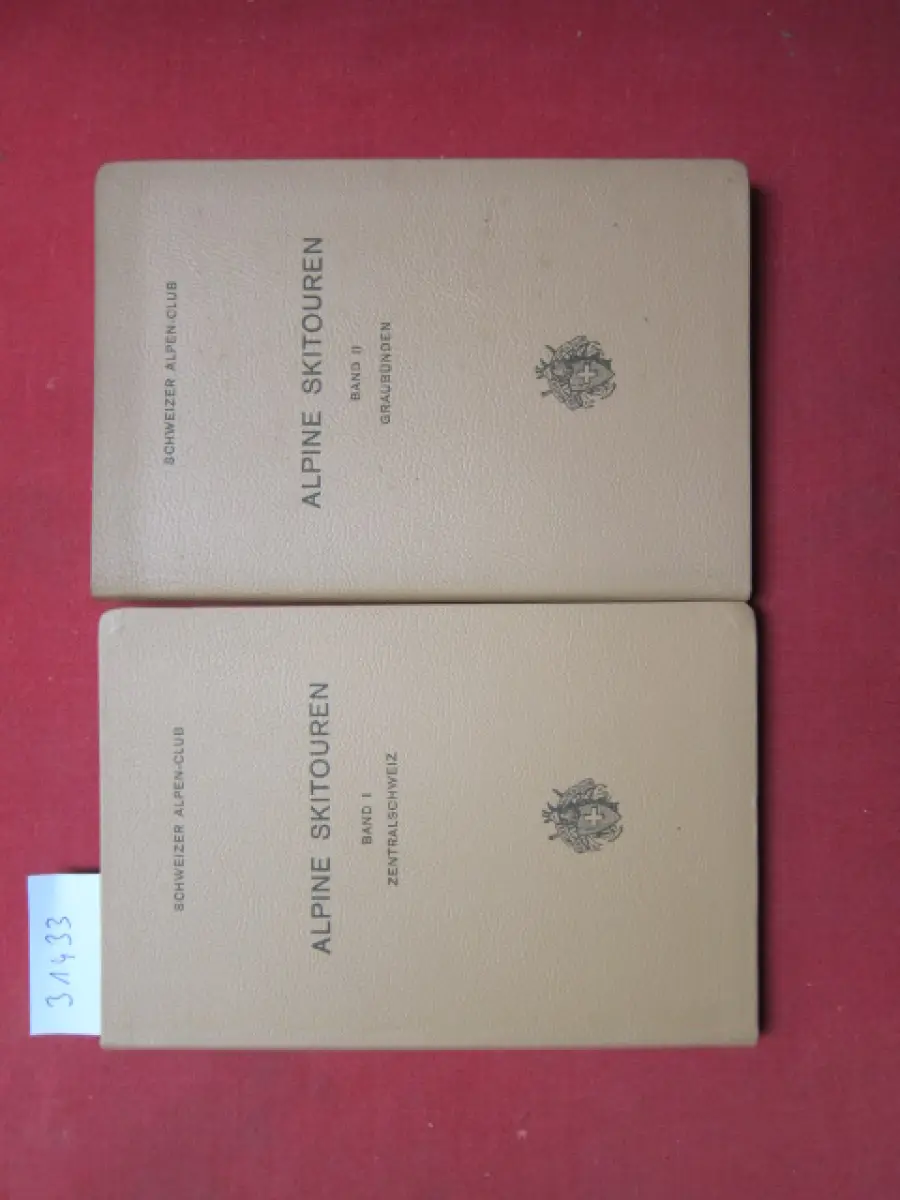 SCHWEIZER ALPEN-CLUB
ALPINE SKITOUREN
BAND II
GRAUBÜNDEN
SCHWEIZER ALPEN-CLUB
ALPINE SKITOUREN
BAND I
ZENTRALSCHWEIZ
31433